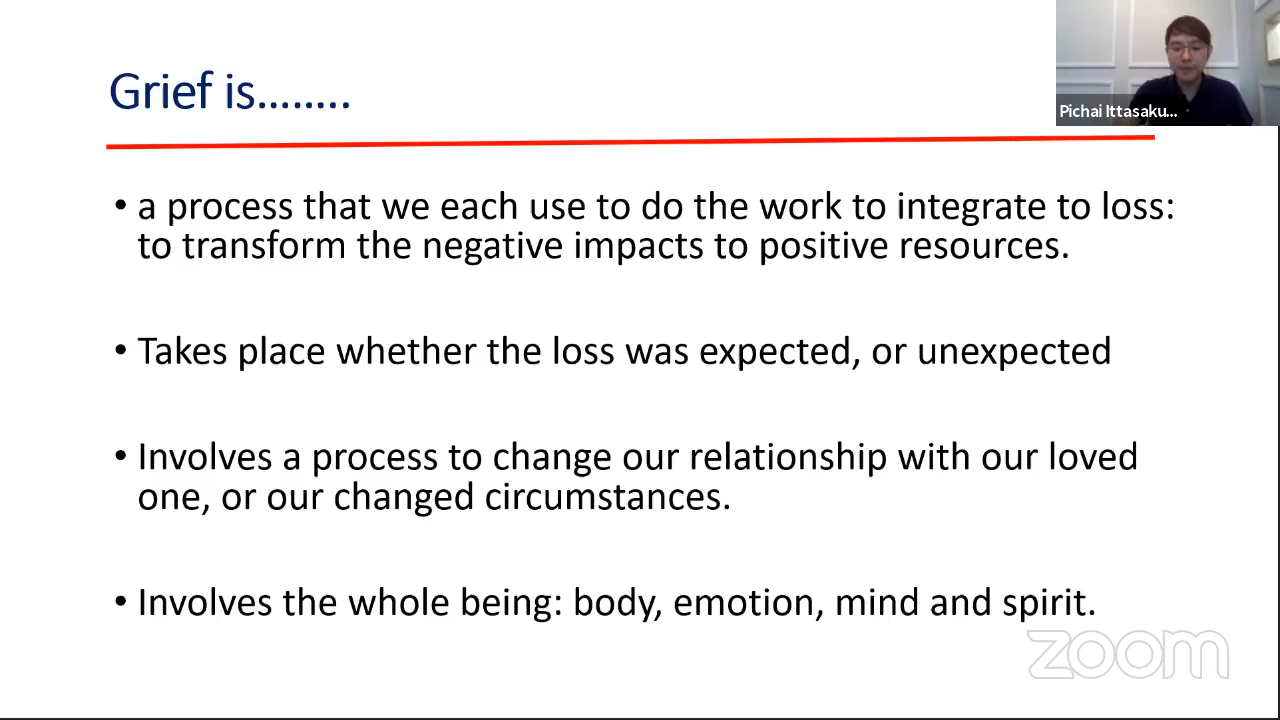 Grief is........
Pichai Ittasaku...
• a process that we each use to do the work to integrate to loss:
to transform the negative impacts to positive resources.
• Takes place whether the loss was expected, or unexpected
• Involves a process to change our relationship with our loved
one, or our changed circumstances.
• Involves the whole being: body, emotion, mind and spirit.
zoom